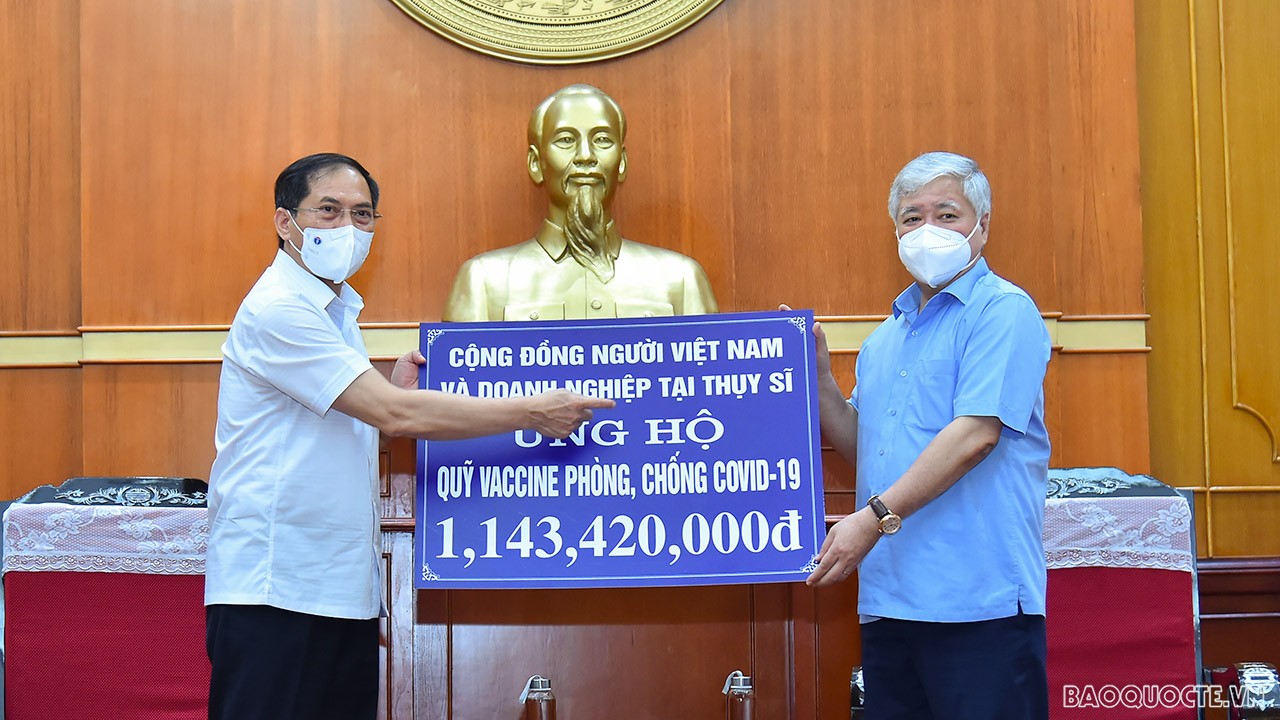 CỘNG ĐỒNG NGƯỜI VIỆT NAM
VÀ DOANH NGHIỆP TẠI THỤY SĨ
ỦNG HỘ
QUỸ VACCINE PHÒNG, CHỐNG COVID-19
1,143,420,000đ
BAOQUOCTE.VN